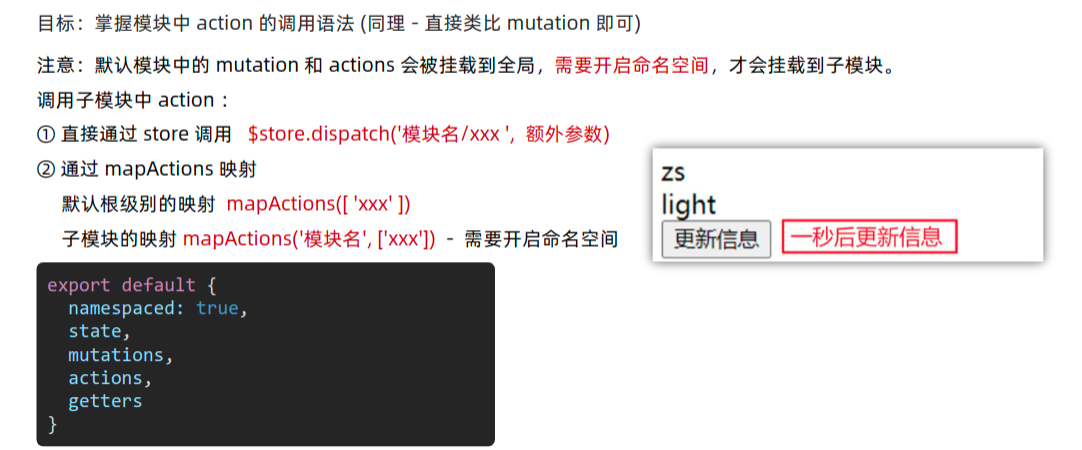 目标：掌握模块中 action 的调用语法 (同理 - 直接类比 mutation 即可)
注意：默认模块中的 mutation 和 actions 会被挂载到全局，需要开启命名空间，才会挂载到子模块。
调用子模块中 action ：
① 直接通过 store 调用 $store.dispatch('模块名/xxx ', 额外参数)
② 通过 mapActions 映射
默认根级别的映射 mapActions([ 'xxx' ])
子模块的映射 mapActions('模块名', ['xxx']) - 需要开启命名空间
export default {
  namespaced: true,
  state,
  mutations,
  actions,
  getters
}
zs
light
更新信息 一秒后更新信息